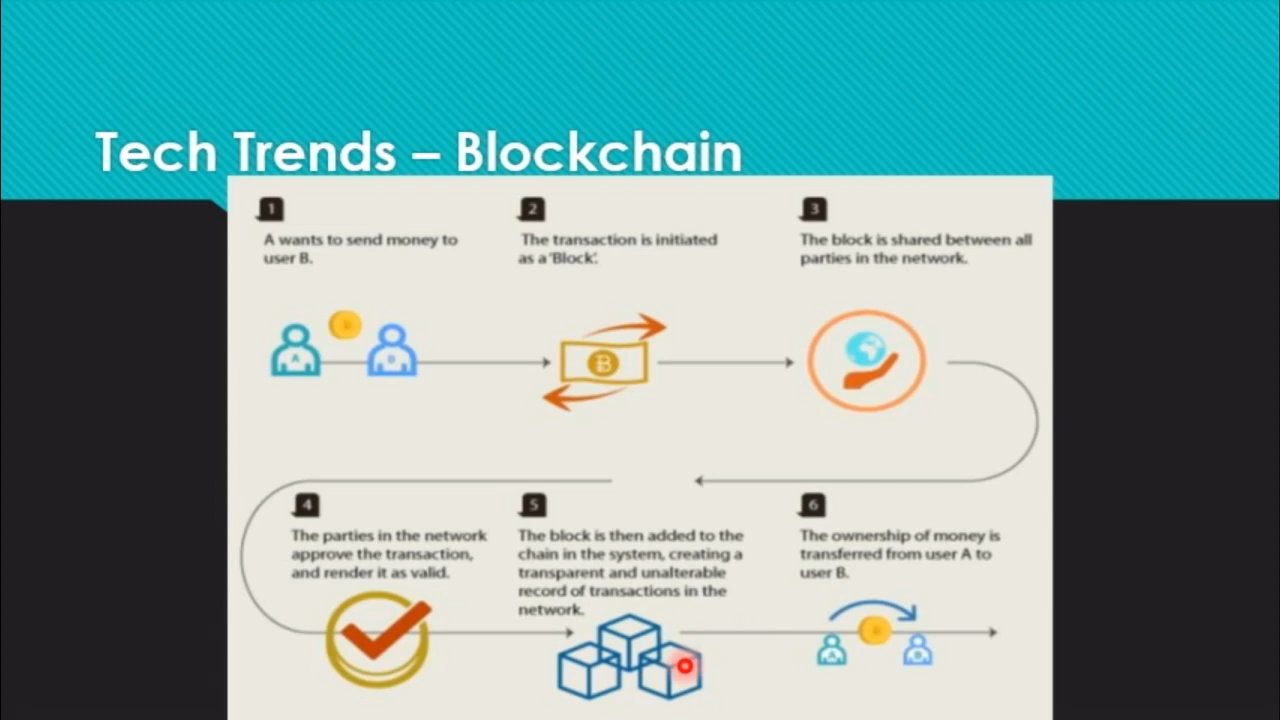 Tech Trends – Blockchain
1
A wants to send money to
user B.
2
The transaction is initiated
as a 'Block'.
3
The block is shared between all
parties in the network.
A
B
B
4
The parties in the network
approve the transaction,
and render it as valid.
5
The block is then added to the
chain in the system, creating a
transparent and unalterable
record of transactions in the
network.
6
The ownership of money is
transferred from user A to
user B.
A
B